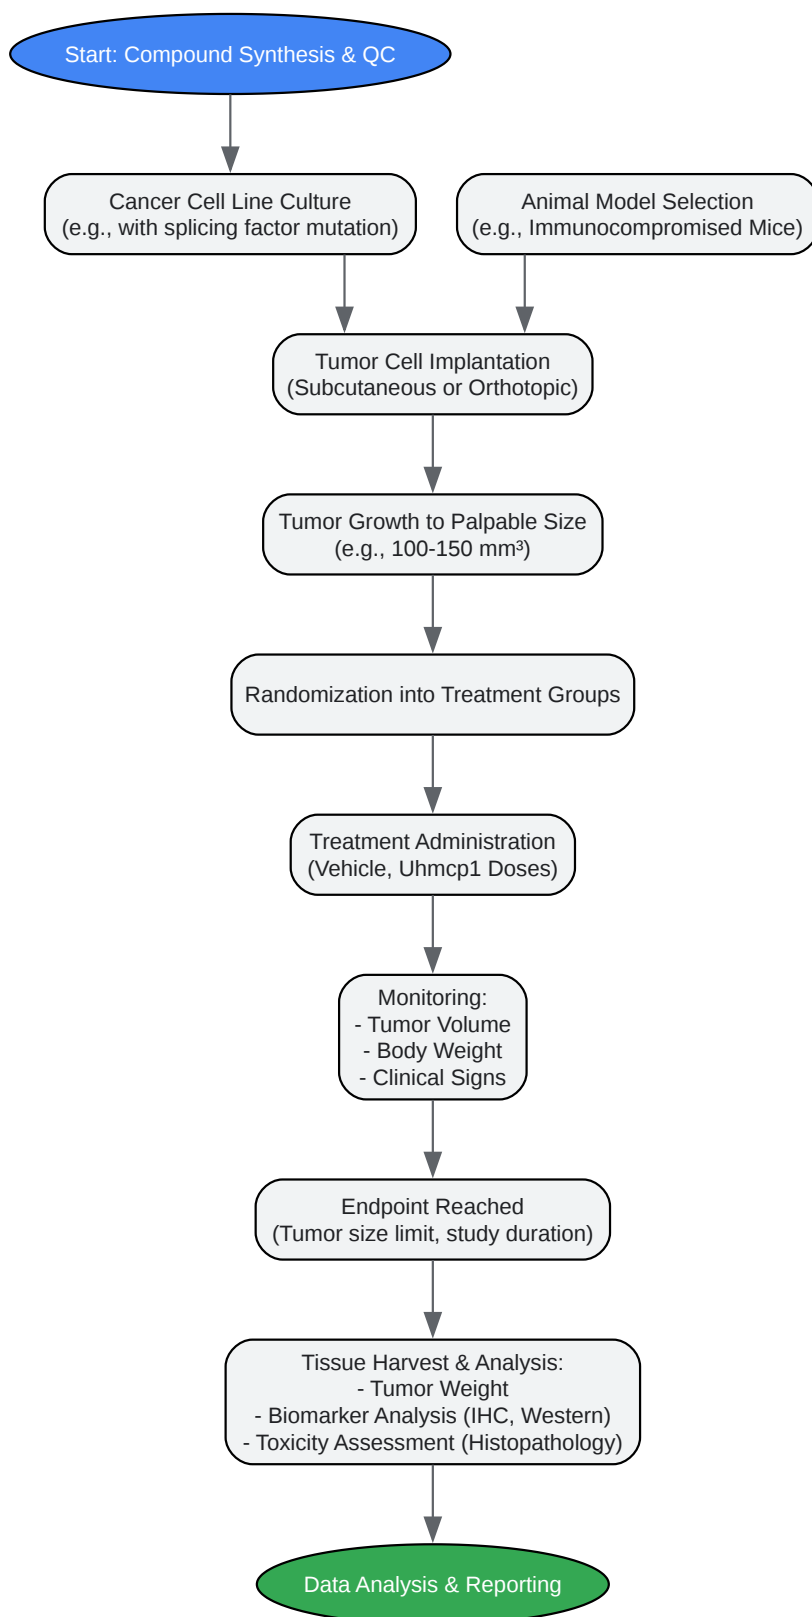 Start: Compound Synthesis & QC
Cancer Cell Line Culture
(e.g., with splicing factor mutation)
Animal Model Selection
(e.g., Immunocompromised Mice)
Tumor Cell Implantation
(Subcutaneous or Orthotopic)
Tumor Growth to Palpable Size
(e.g., 100-150 mm³)
Randomization into Treatment Groups
Treatment Administration
(Vehicle, Uhmcp1 Doses)
Monitoring:
- Tumor Volume
- Body Weight
- Clinical Signs
Endpoint Reached
(Tumor size limit, study duration)
Tissue Harvest & Analysis:
- Tumor Weight
- Biomarker Analysis (IHC, Western)
- Toxicity Assessment (Histopathology)
Data Analysis & Reporting